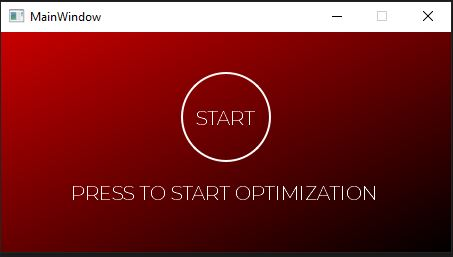 MainWindow
START
PRESS TO START OPTIMIZATION